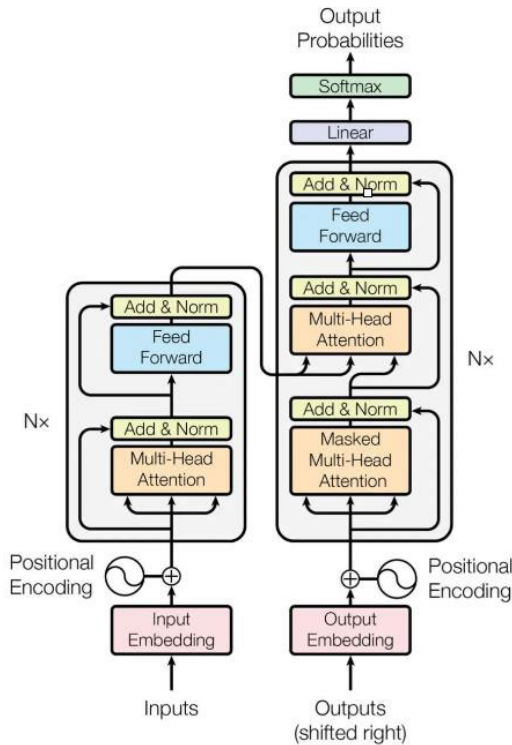 Output
Probabilities
Softmax
Linear
Add & Norm
Feed
Forward
Add & Norm
Multi-Head
Attention
Add & Norm
Masked
Multi-Head
Attention
N×
Positional
Encoding
Output
Embedding
Outputs
(shifted right)
Add & Norm
Feed
Forward
Add & Norm
Multi-Head
Attention
N×
Positional
Encoding
Input
Embedding
Inputs